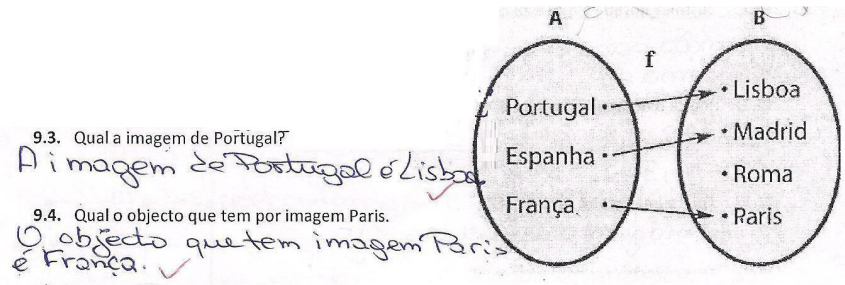 A
B
f
Portugal
Espanha
França
Lisboa
Madrid
Roma
Paris
9.3. Qual a imagem de Portugal?
A imagem de Portugal é Lisboa
9.4. Qual o objecto que tem por imagem Paris.
O objecto que tem imagem Paris
é França.